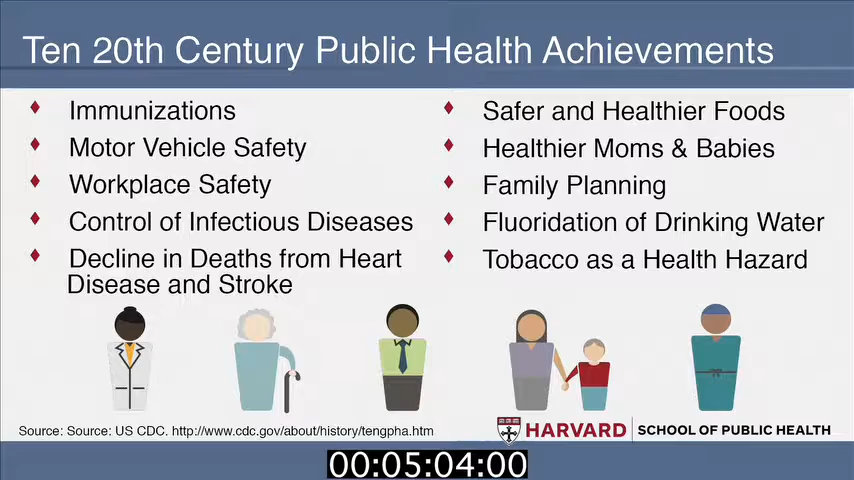 Ten 20th Century Public Health Achievements
Immunizations
Motor Vehicle Safety
Workplace Safety
Control of Infectious Diseases
Decline in Deaths from Heart
Disease and Stroke
Safer and Healthier Foods
Healthier Moms & Babies
Family Planning
Fluoridation of Drinking Water
Tobacco as a Health Hazard
Source: Source: US CDC. http://www.cdc.gov/about/history/tengpha.htm
HARVARD SCHOOL OF PUBLIC HEALTH
00:05:04:00